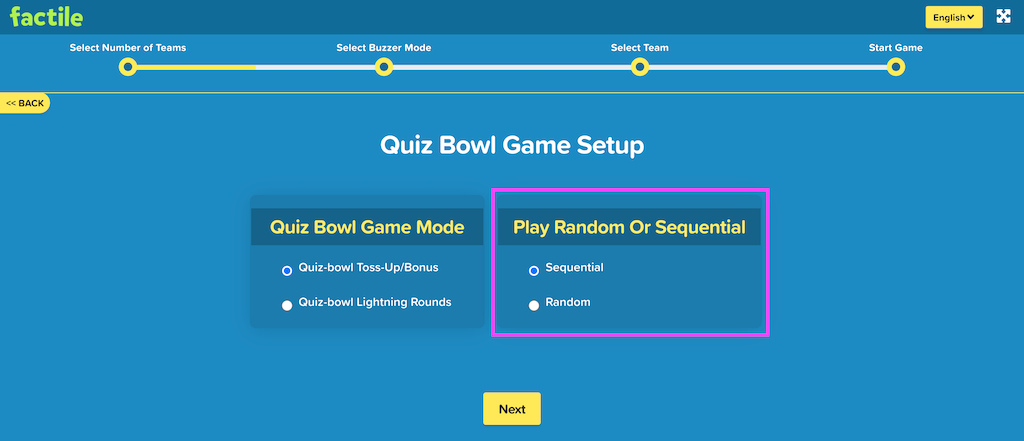 factile
English
Select Number of Teams
Select Buzzer Mode
Select Team
Start Game
<< BACK
Quiz Bowl Game Setup
Quiz Bowl Game Mode
Quiz-bowl Toss-Up/Bonus
Quiz-bowl Lightning Rounds
Play Random Or Sequential
Sequential
Random
Next